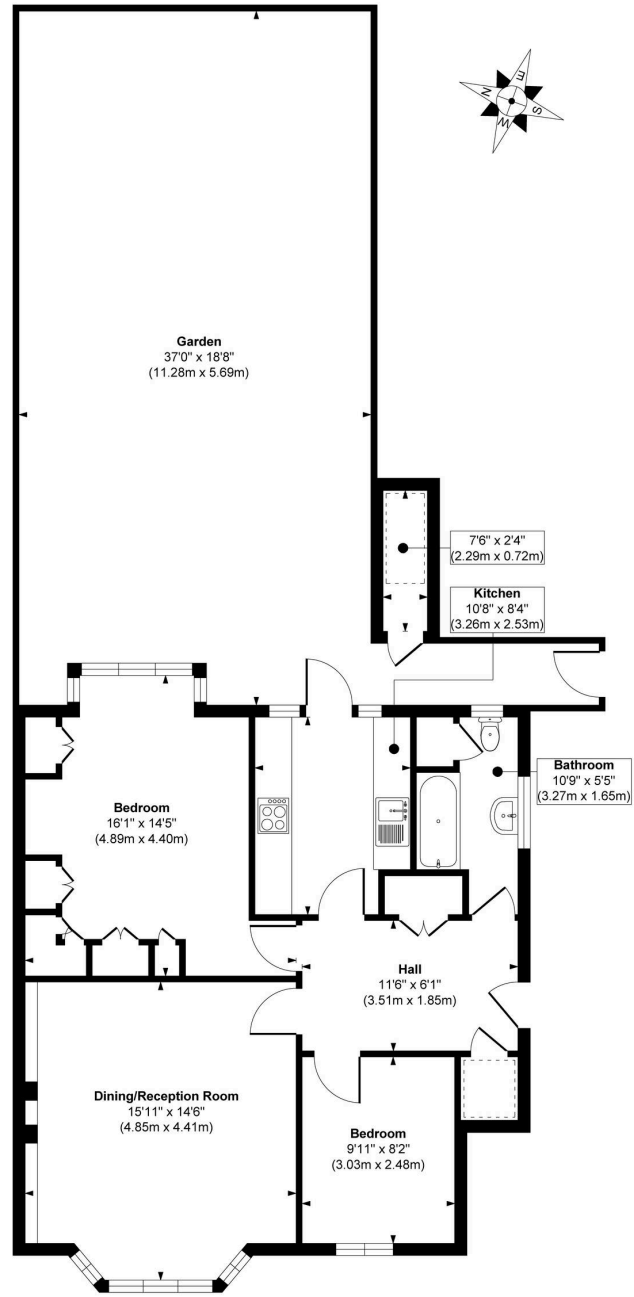 N
E
S
W
Garden
37'0" x 18'8"
(11.28m x 5.69m)
7'6" x 2'4"
(2.29m x 0.72m)
Kitchen
10'8" x 8'4"
(3.26m x 2.53m)
Bedroom
16'1" x 14'5"
(4.89m x 4.40m)
Bathroom
10'9" x 5'5"
(3.27m x 1.65m)
Hall
11'6" x 6'1"
(3.51m x 1.85m)
Dining/Reception Room
15'11" x 14'6"
(4.85m x 4.41m)
Bedroom
9'11" x 8'2"
(3.03m x 2.48m)